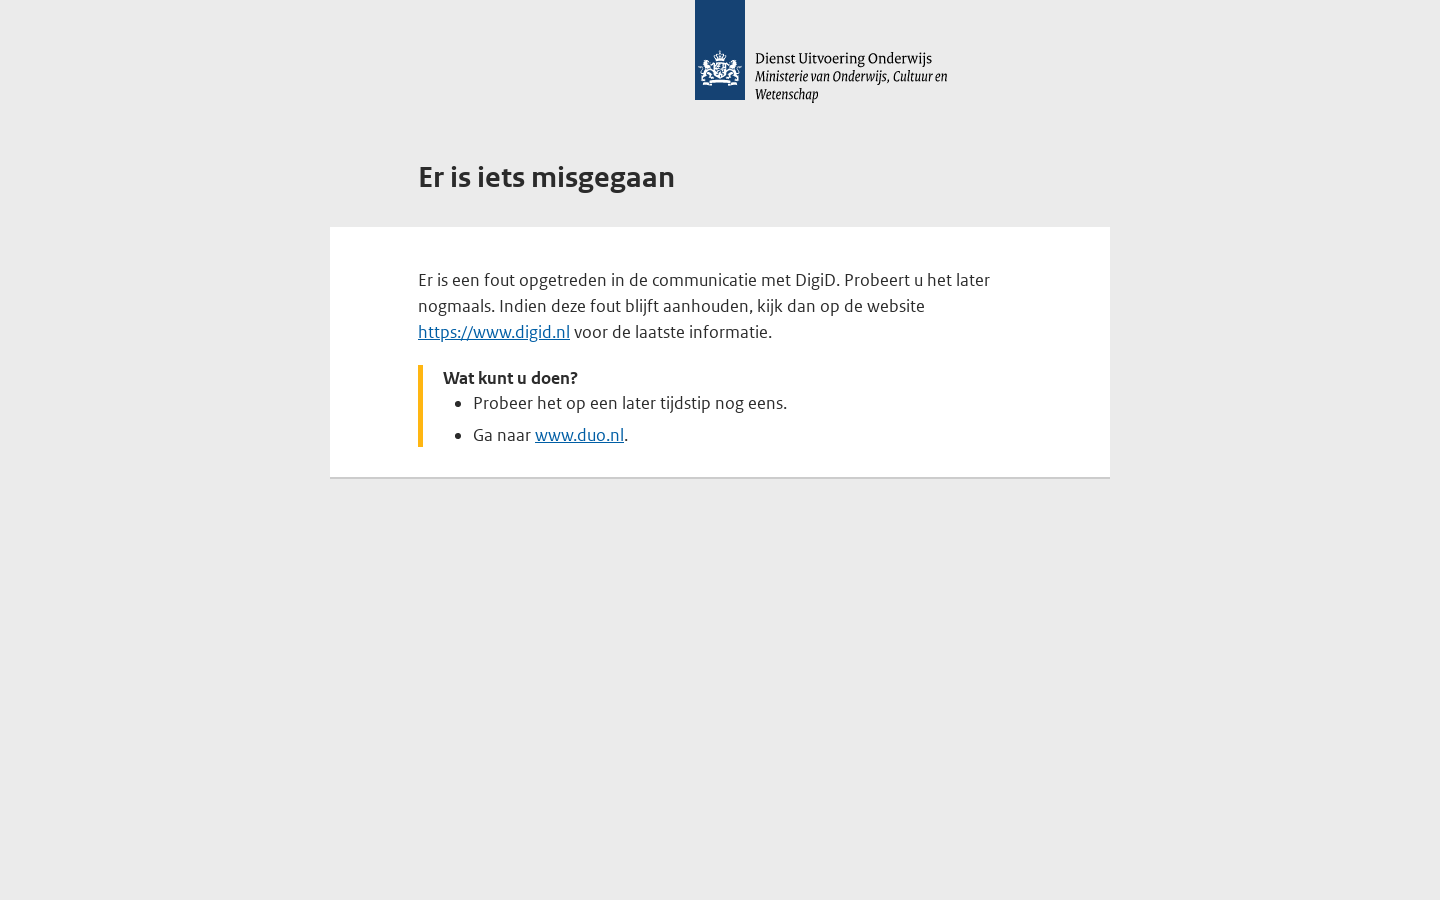 Dienst Uitvoering Onderwijs
Ministerie van Onderwijs, Cultuur en
Wetenschap
Er is iets misgegaan
Er is een fout opgetreden in de communicatie met DigiD. Probeert u het later
nogmaals. Indien deze fout blijft aanhouden, kijk dan op de website
https://www.digid.nl voor de laatste informatie.
Wat kunt u doen?
Probeer het op een later tijdstip nog eens.
Ga naar www.duo.nl.